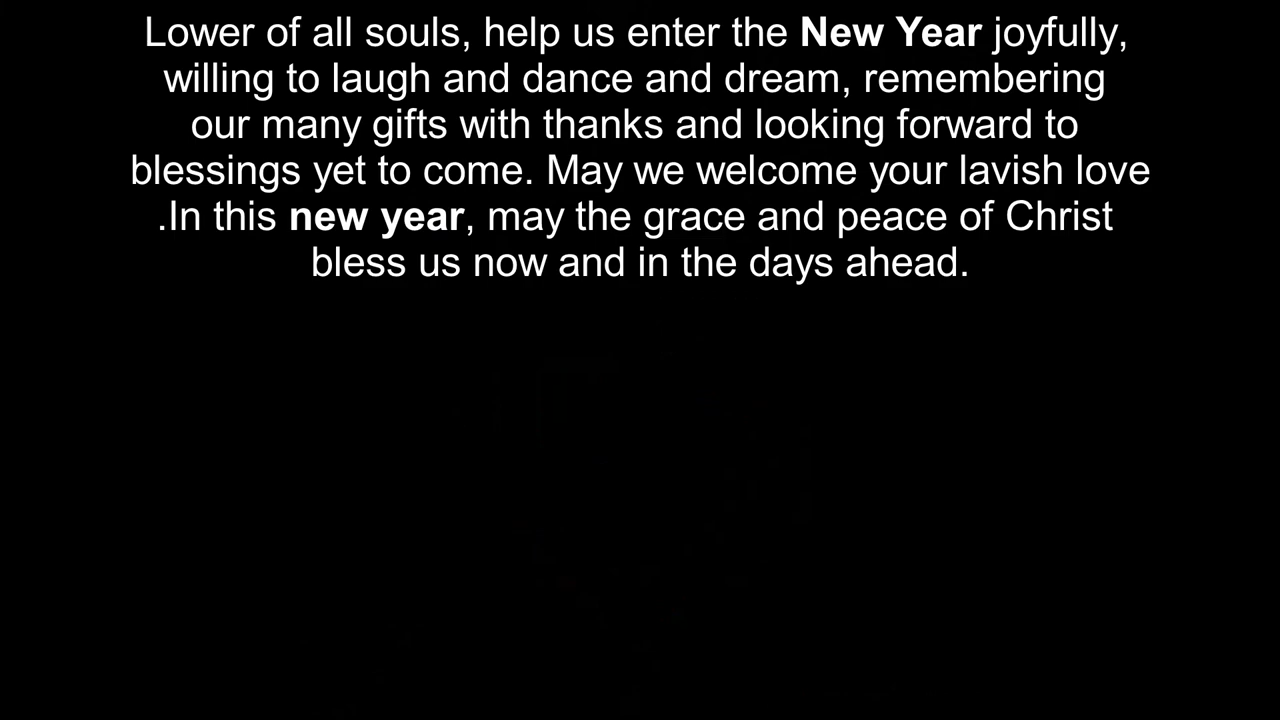 Lower of all souls, help us enter the New Year joyfully,
willing to laugh and dance and dream, remembering
our many gifts with thanks and looking forward to
blessings yet to come. May we welcome your lavish love
.In this new year, may the grace and peace of Christ
bless us now and in the days ahead.